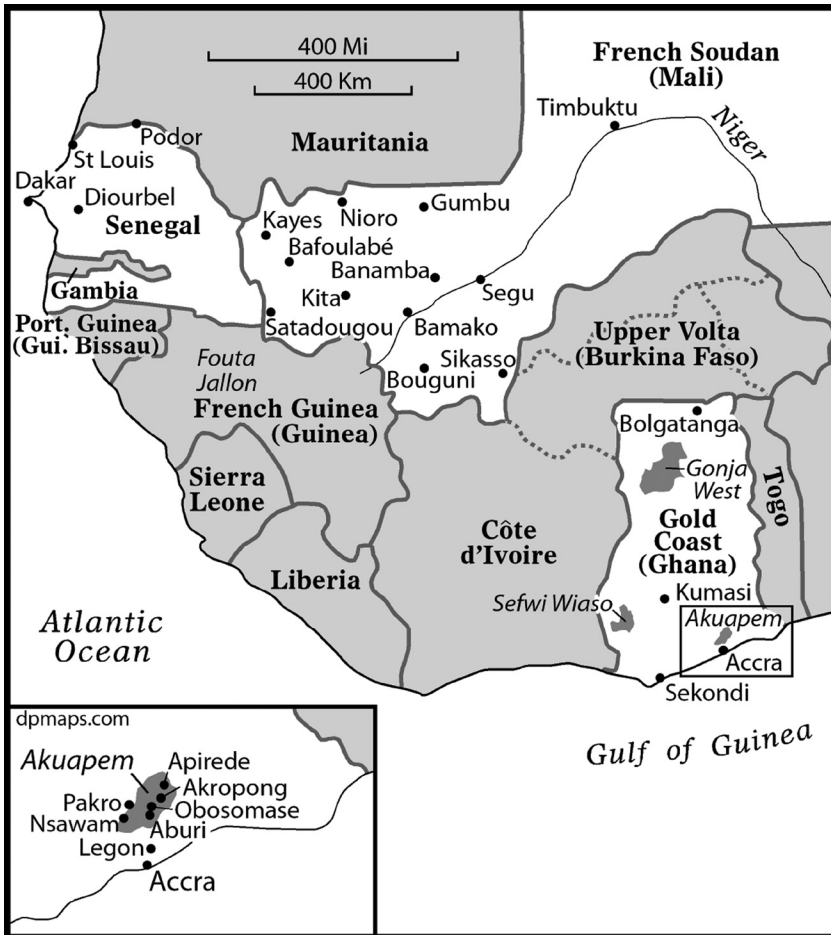 400 Mi
400 Km
French Soudan
(Mali)
Timbuktu
Niger
Podor
St Louis
Mauritania
Dakar
Diourbel
Senegal
Nioro
Gumbu
Kayes
Bafoulabé
Banamba
Gambia
Kita
Segu
Satadougou
Bamako
Port. Guinea
(Gui. Bissau)
Upper Volta
(Burkina Faso)
Fouta
Jallon
Sikasso
Bouguni
French Guinea
(Guinea)
Bolgatanga
Gonja
West
Togo
Sierra
Leone
Gold
Coast
(Ghana)
Côte
d'Ivoire
Liberia
Kumasi
Sefwi Wiaso
Akuapem
Atlantic
Ocean
Accra
Sekondi
Gulf of Guinea
dpmaps.com
Akuapem
Apirede
Akropong
Pakro
Obosomase
Nsawam
Aburi
Legon
Accra